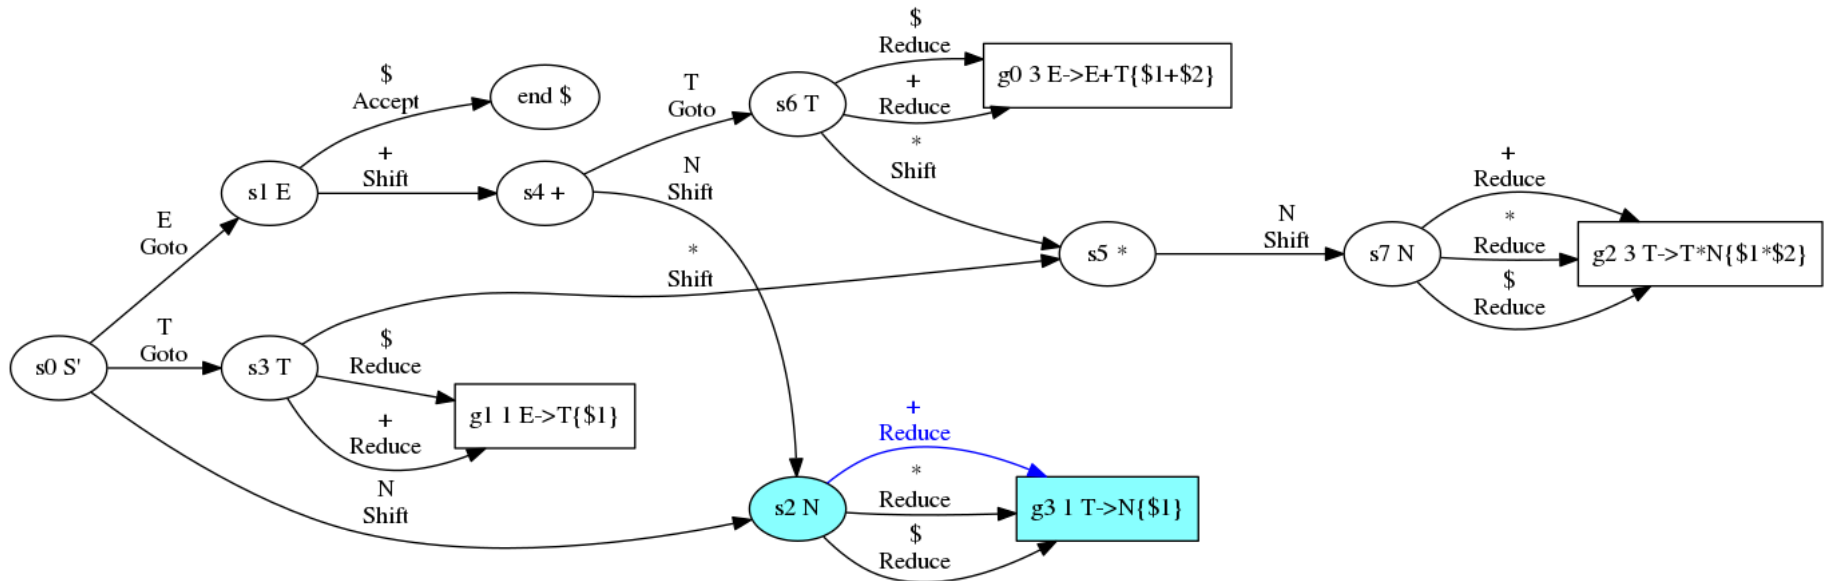 $
Reduce
g0 3 E->E+T{$1+$2}
+
Reduce
$
Accept
end $
T
Goto
s6 T
*
Shift
+
Shift
s1 E
s4 +
N
Shift
+
Reduce
E
Goto
*
Shift
s5 *
N
Shift
s7 N
*
Reduce
g2 3 T->T*N{$1*$2}
$
Reduce
s0 S'
T
Goto
s3 T
$
Reduce
g1 1 E->T{$1}
+
Reduce
N
Shift
+
Reduce
s2 N
*
Reduce
g3 1 T->N{$1}
$
Reduce